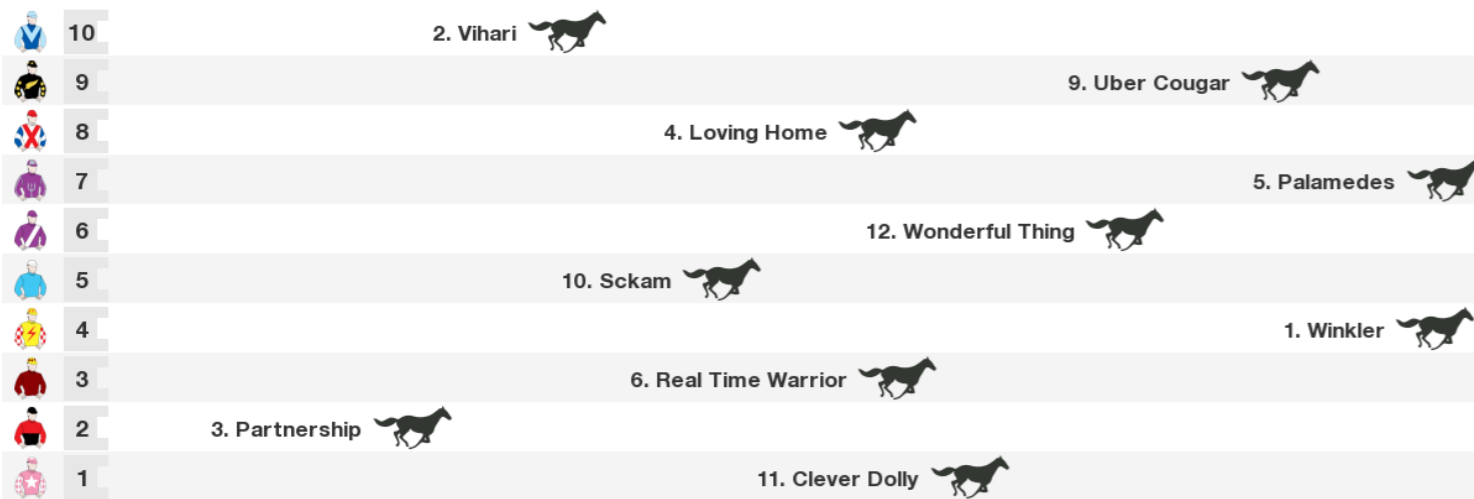 10 2. Vihari
9 9. Uber Cougar
8 4. Loving Home
7 5. Palamedes
6 12. Wonderful Thing
5 10. Sckam
4 1. Winkler
3 6. Real Time Warrior
2 3. Partnership
1 11. Clever Dolly